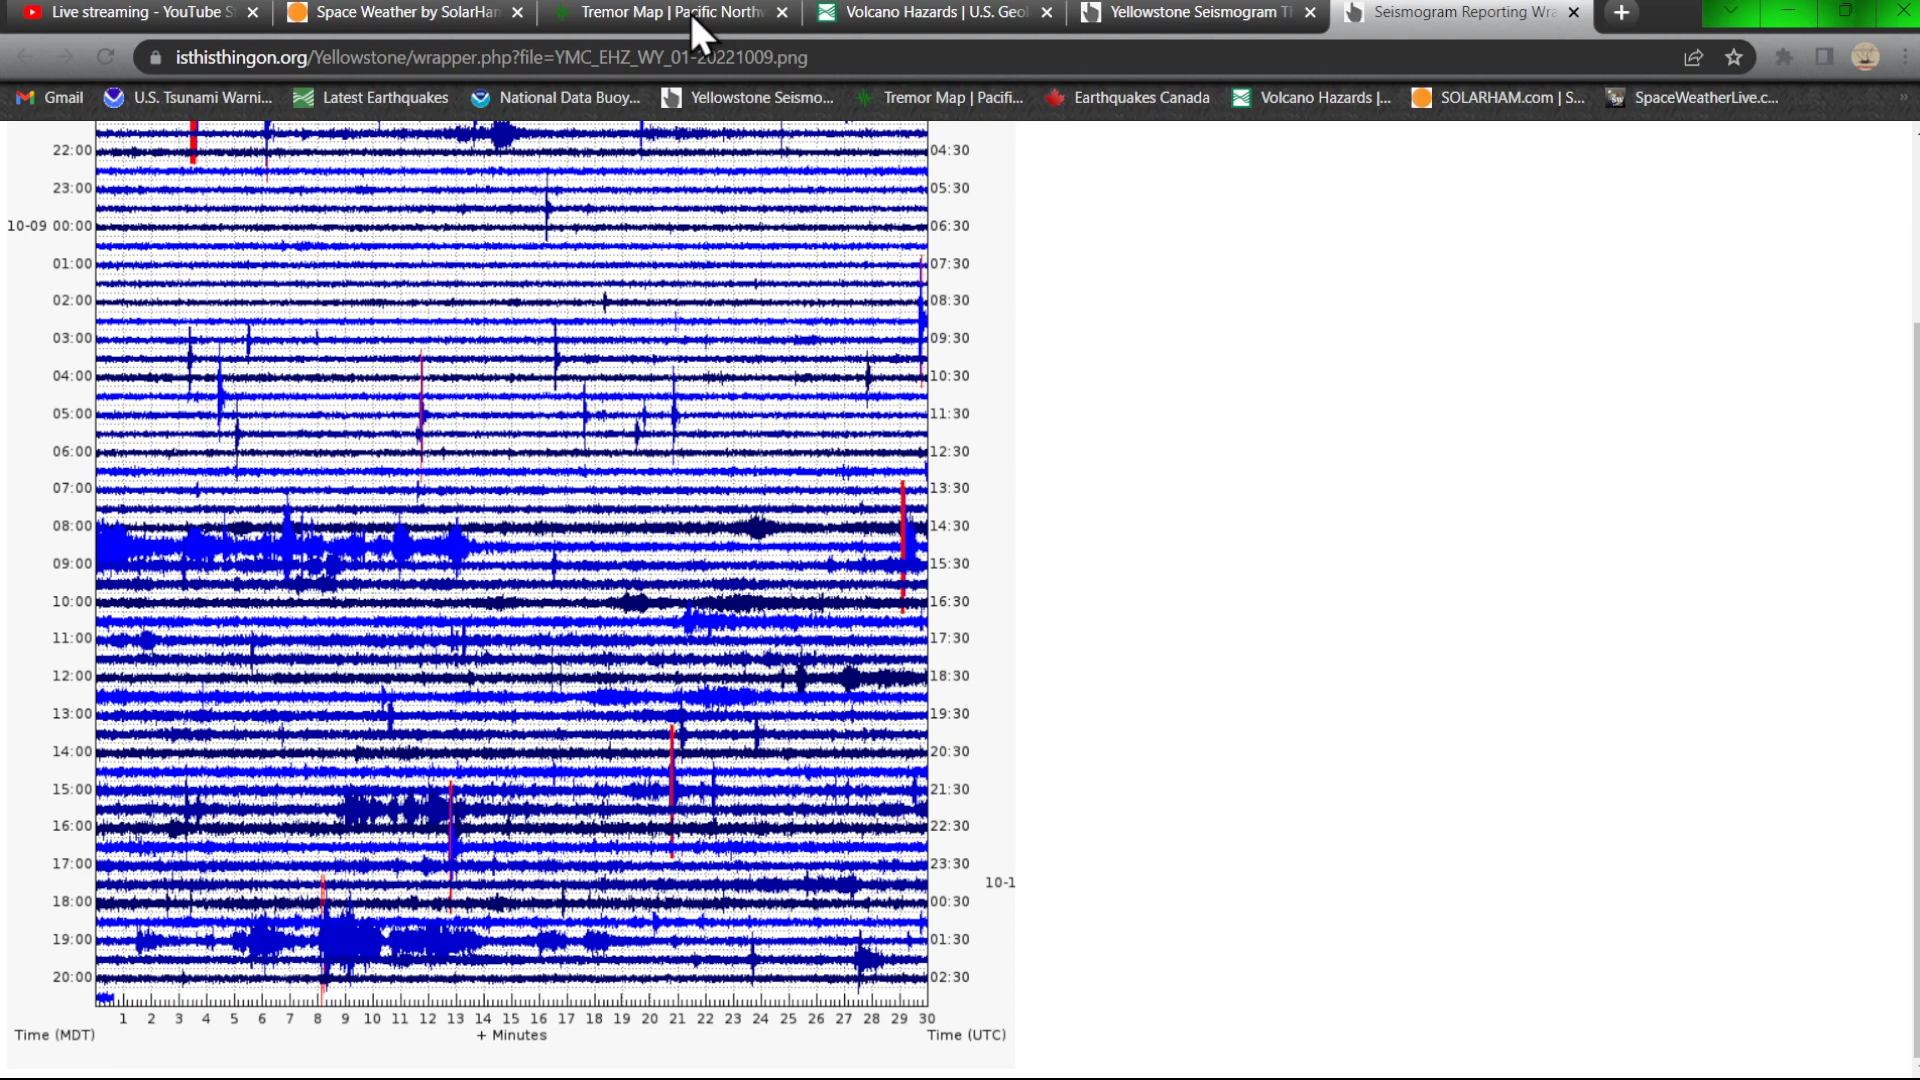 Live streaming - YouTube S
Space Weather by SolarHam
Tremor Map | Pacific Northw
Volcano Hazards | U.S. Geol
Yellowstone Seismogram T
Seismogram Reporting Wra
isthisthingon.org/Yellowstone/wrapper.php?file=YMC_EHZ_WY_01-20221009.png
Gmail
U.S. Tsunami Warni...
Latest Earthquakes
National Data Buoy...
Yellowstone Seismo...
Tremor Map | Pacifi...
Earthquakes Canada
Volcano Hazards |...
SOLARHAM.com | S...
SpaceWeatherLive.c...
22:00 04:30
23:00 05:30
10-09 00:00 06:30
01:00 07:30
02:00 08:30
03:00 09:30
04:00 10:30
05:00 11:30
06:00 12:30
07:00 13:30
08:00 14:30
09:00 15:30
10:00 16:30
11:00 17:30
12:00 18:30
13:00 19:30
14:00 20:30
15:00 21:30
16:00 22:30
17:00 23:30
10-1
18:00 00:30
19:00 01:30
20:00 02:30
1 2 3 4 5 6 7 8 9 10 11 12 13 14 15 16 17 18 19 20 21 22 23 24 25 26 27 28 29 30
Time (MDT) + Minutes Time (UTC)